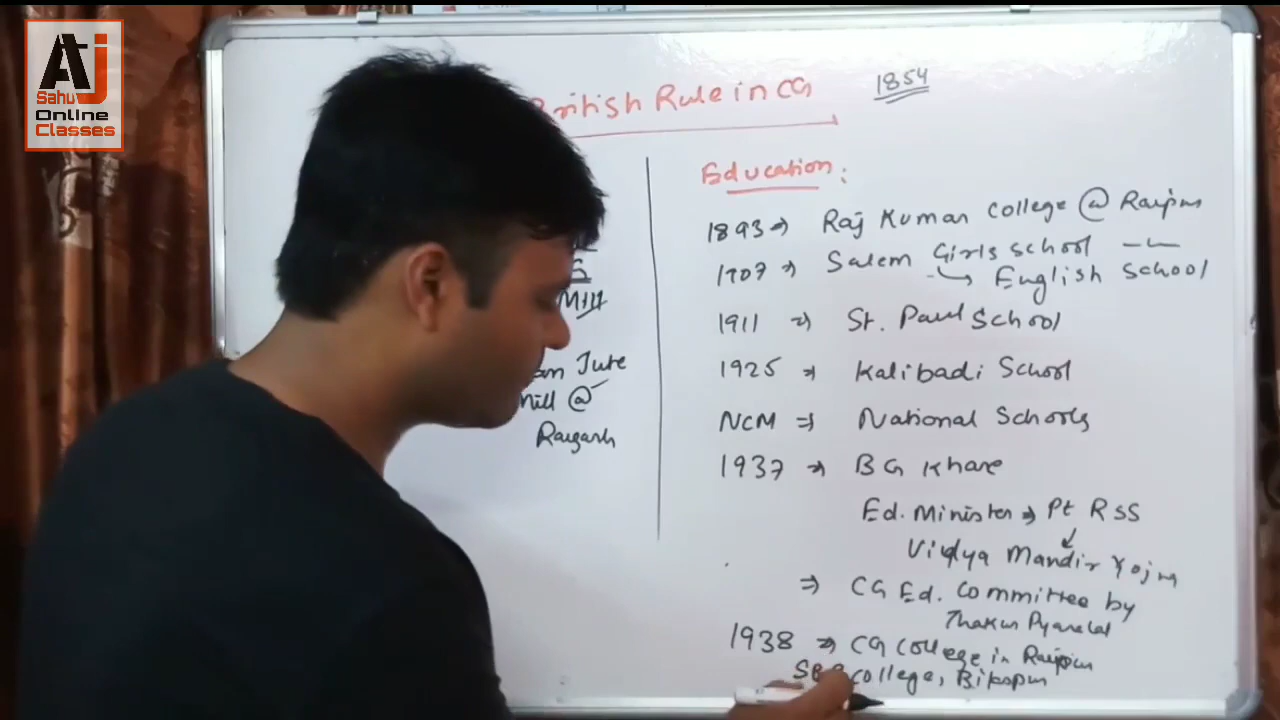 Aj
Sahu
Online
Classes
British Rule in CG
1854
Mill
Jute
Mill @
Raigarh
Education :
1893 ⇒ Raj Kumar College @ Raipur
1907 ⇒ Salem Girls School
↳ English School
1911 ⇒ St. Paul School
1925 ⇒ Kalibadi School
NCM ⇒ National Schools
1937 ⇒ BG Khare
Ed. Minister ⇒ Pt RSS
Vidya Mandir Yojna
⇒ CG Ed. Committee by
Thakur Pyarelal
1938 ⇒ CG College in Raipur
College, Bilaspur